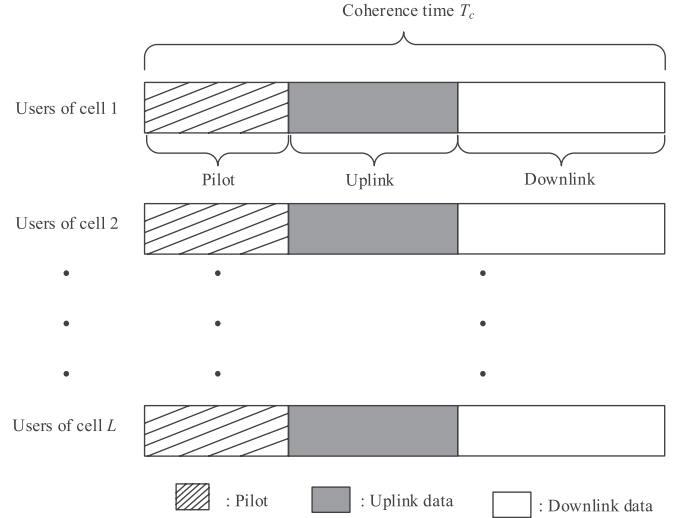 Coherence time Tc
Users of cell 1
Pilot Uplink Downlink
Users of cell 2
Users of cell L
: Pilot : Uplink data : Downlink data